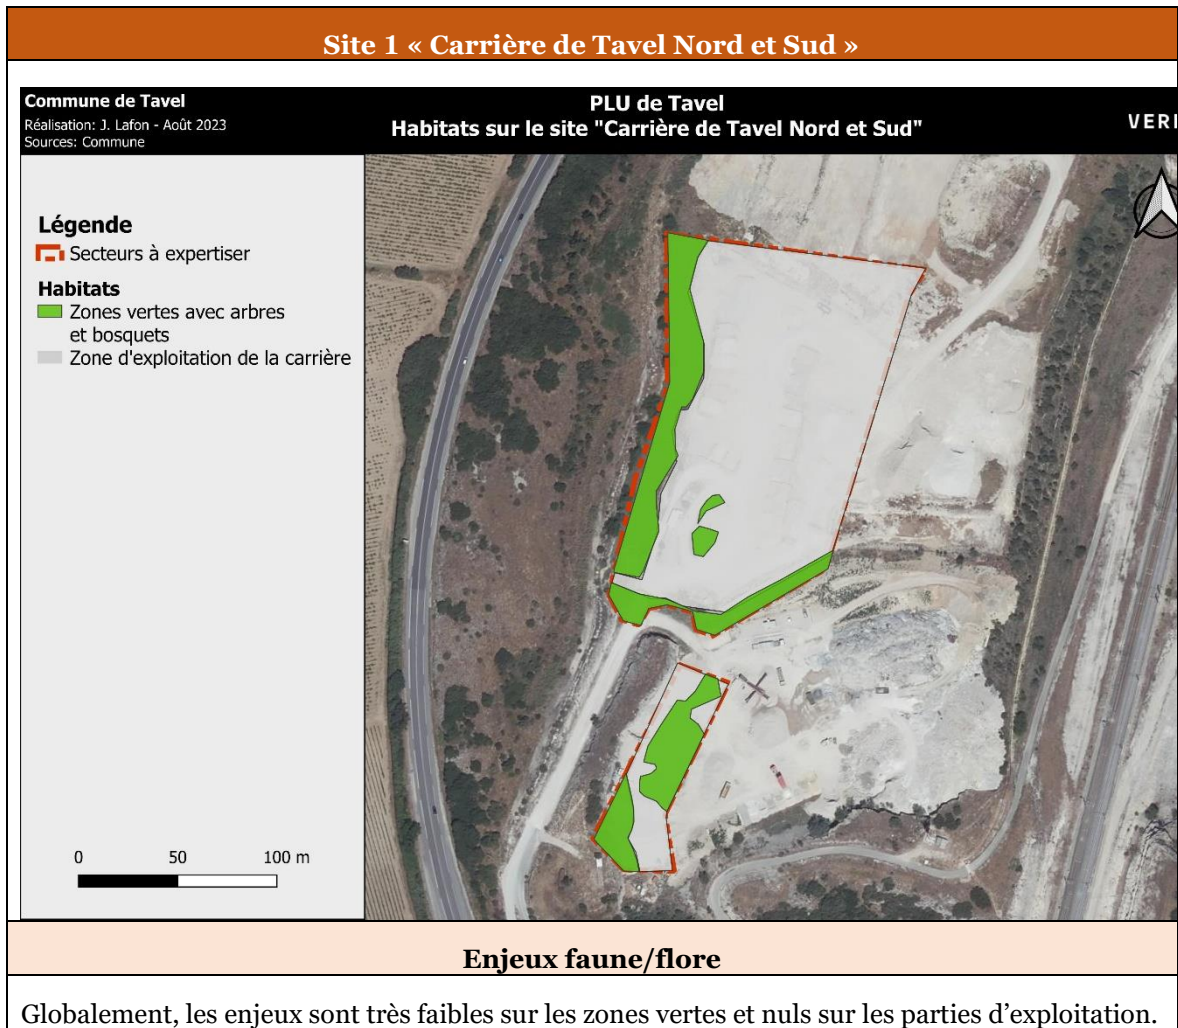 Site 1 « Carrière de Tavel Nord et Sud »
Commune de Tavel
Réalisation: J. Lafon - Août 2023
Sources: Commune
PLU de Tavel
Habitats sur le site "Carrière de Tavel Nord et Sud"
VERI
Légende
Secteurs à expertiser
Habitats
Zones vertes avec arbres
et bosquets
Zone d'exploitation de la carrière
0 50 100 m
Enjeux faune/flore
Globalement, les enjeux sont très faibles sur les zones vertes et nuls sur les parties d’exploitation.